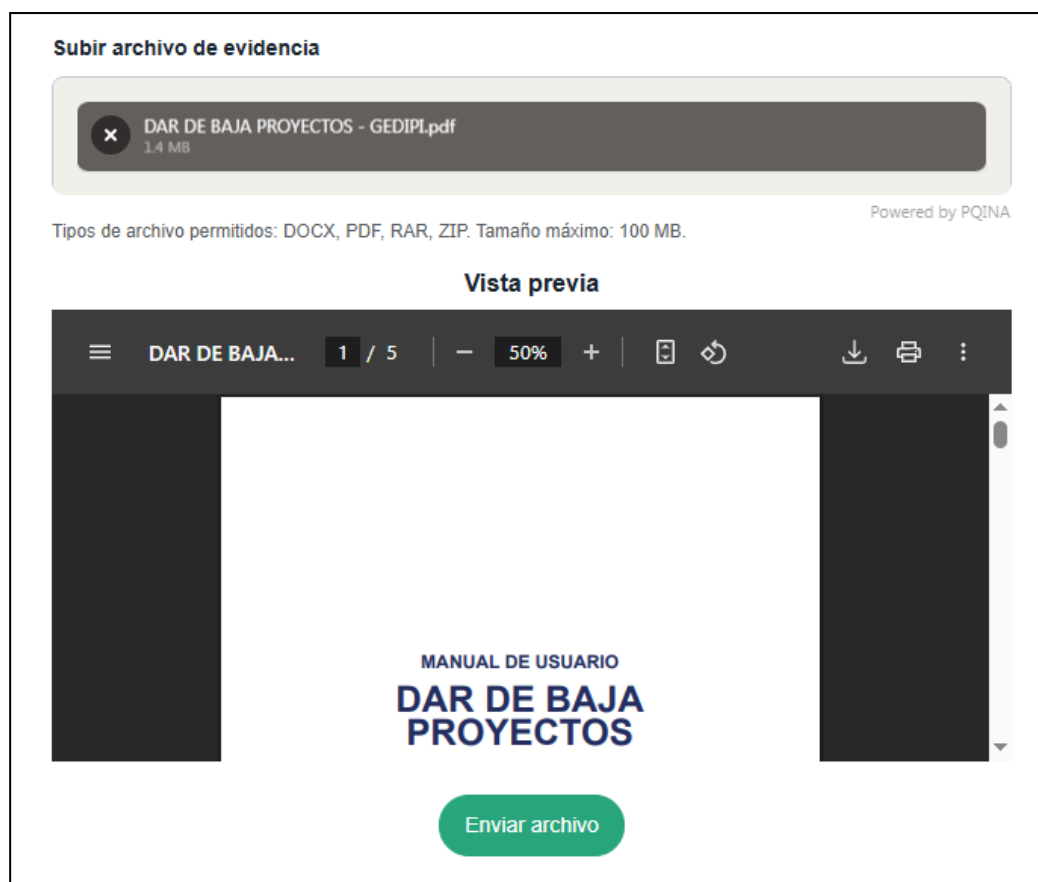 Subir archivo de evidencia
DAR DE BAJA PROYECTOS - GEDIPI.pdf
1.4 MB
Powered by PQINA
Tipos de archivo permitidos: DOCX, PDF, RAR, ZIP. Tamaño máximo: 100 MB.
Vista previa
DAR DE BAJA... 1 / 5 50%
MANUAL DE USUARIO
DAR DE BAJA
PROYECTOS
Enviar archivo